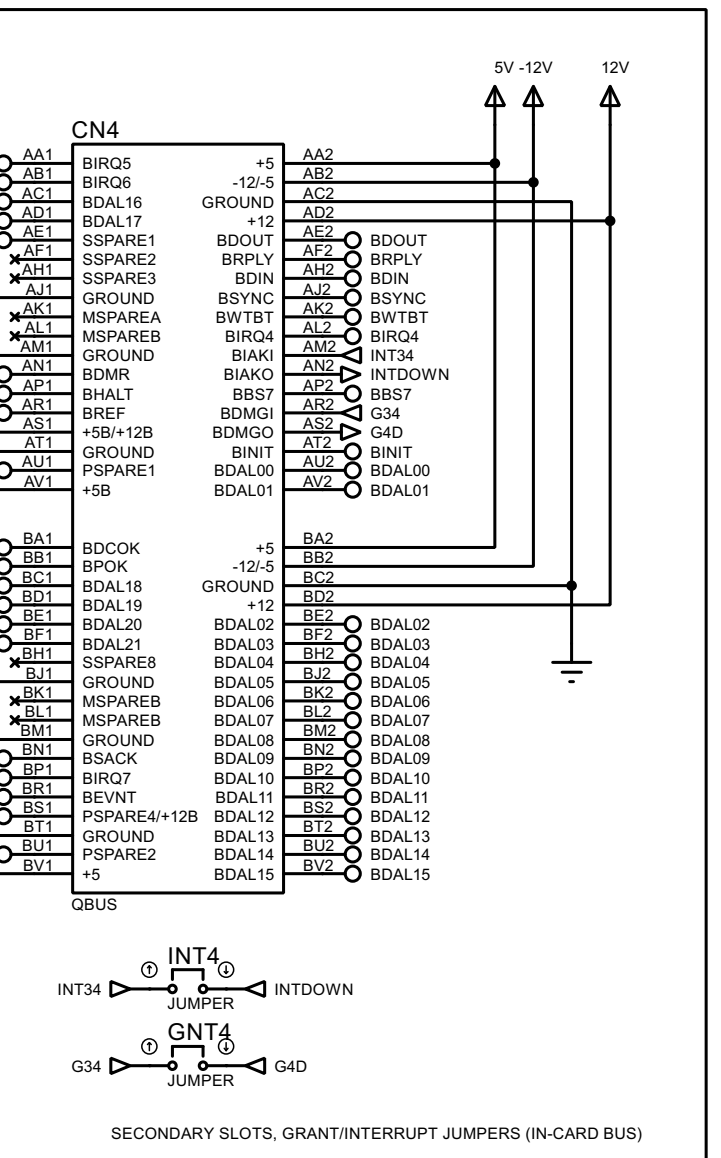 5V -12V 12V
CN4
AA1 BIRQ5 +5 AA2
AB1 BIRQ6 -12/-5 AB2
AC1 BDAL16 GROUND AC2
AD1 BDAL17 +12 AD2
AE1 SSPARE1 BDOUT AE2 BDOUT
AF1 SSPARE2 BRPLY AF2 BRPLY
AH1 SSPARE3 BDIN AH2 BDIN
AJ1 GROUND BSYNC AJ2 BSYNC
AK1 MSPAREA BWTBT AK2 BWTBT
AL1 MSPAREB BIRQ4 AL2 BIRQ4
AM1 GROUND BIAKI AM2 INT34
AN1 BDMR BIAKO AN2 INTDOWN
AP1 BHALT BBS7 AP2 BBS7
AR1 BREF BDMGI AR2 G34
AS1 +5B/+12B BDMGO AS2 G4D
AT1 GROUND BINIT AT2 BINIT
AU1 PSPARE1 BDAL00 AU2 BDAL00
AV1 +5B BDAL01 AV2 BDAL01
BA1 BDCOK +5 BA2
BB1 BPOK -12/-5 BB2
BC1 BDAL18 GROUND BC2
BD1 BDAL19 +12 BD2
BE1 BDAL20 BDAL02 BE2 BDAL02
BF1 BDAL21 BDAL03 BF2 BDAL03
BH1 SSPARE8 BDAL04 BH2 BDAL04
BJ1 GROUND BDAL05 BJ2 BDAL05
BK1 MSPAREB BDAL06 BK2 BDAL06
BL1 MSPAREB BDAL07 BL2 BDAL07
BM1 GROUND BDAL08 BM2 BDAL08
BN1 BSACK BDAL09 BN2 BDAL09
BP1 BIRQ7 BDAL10 BP2 BDAL10
BR1 BEVNT BDAL11 BR2 BDAL11
BS1 PSPARE4/+12B BDAL12 BS2 BDAL12
BT1 GROUND BDAL13 BT2 BDAL13
BU1 PSPARE2 BDAL14 BU2 BDAL14
BV1 +5 BDAL15 BV2 BDAL15
QBUS
INT4
INT34 INTDOWN
JUMPER
GNT4
G34 G4D
JUMPER
SECONDARY SLOTS, GRANT/INTERRUPT JUMPERS (IN-CARD BUS)